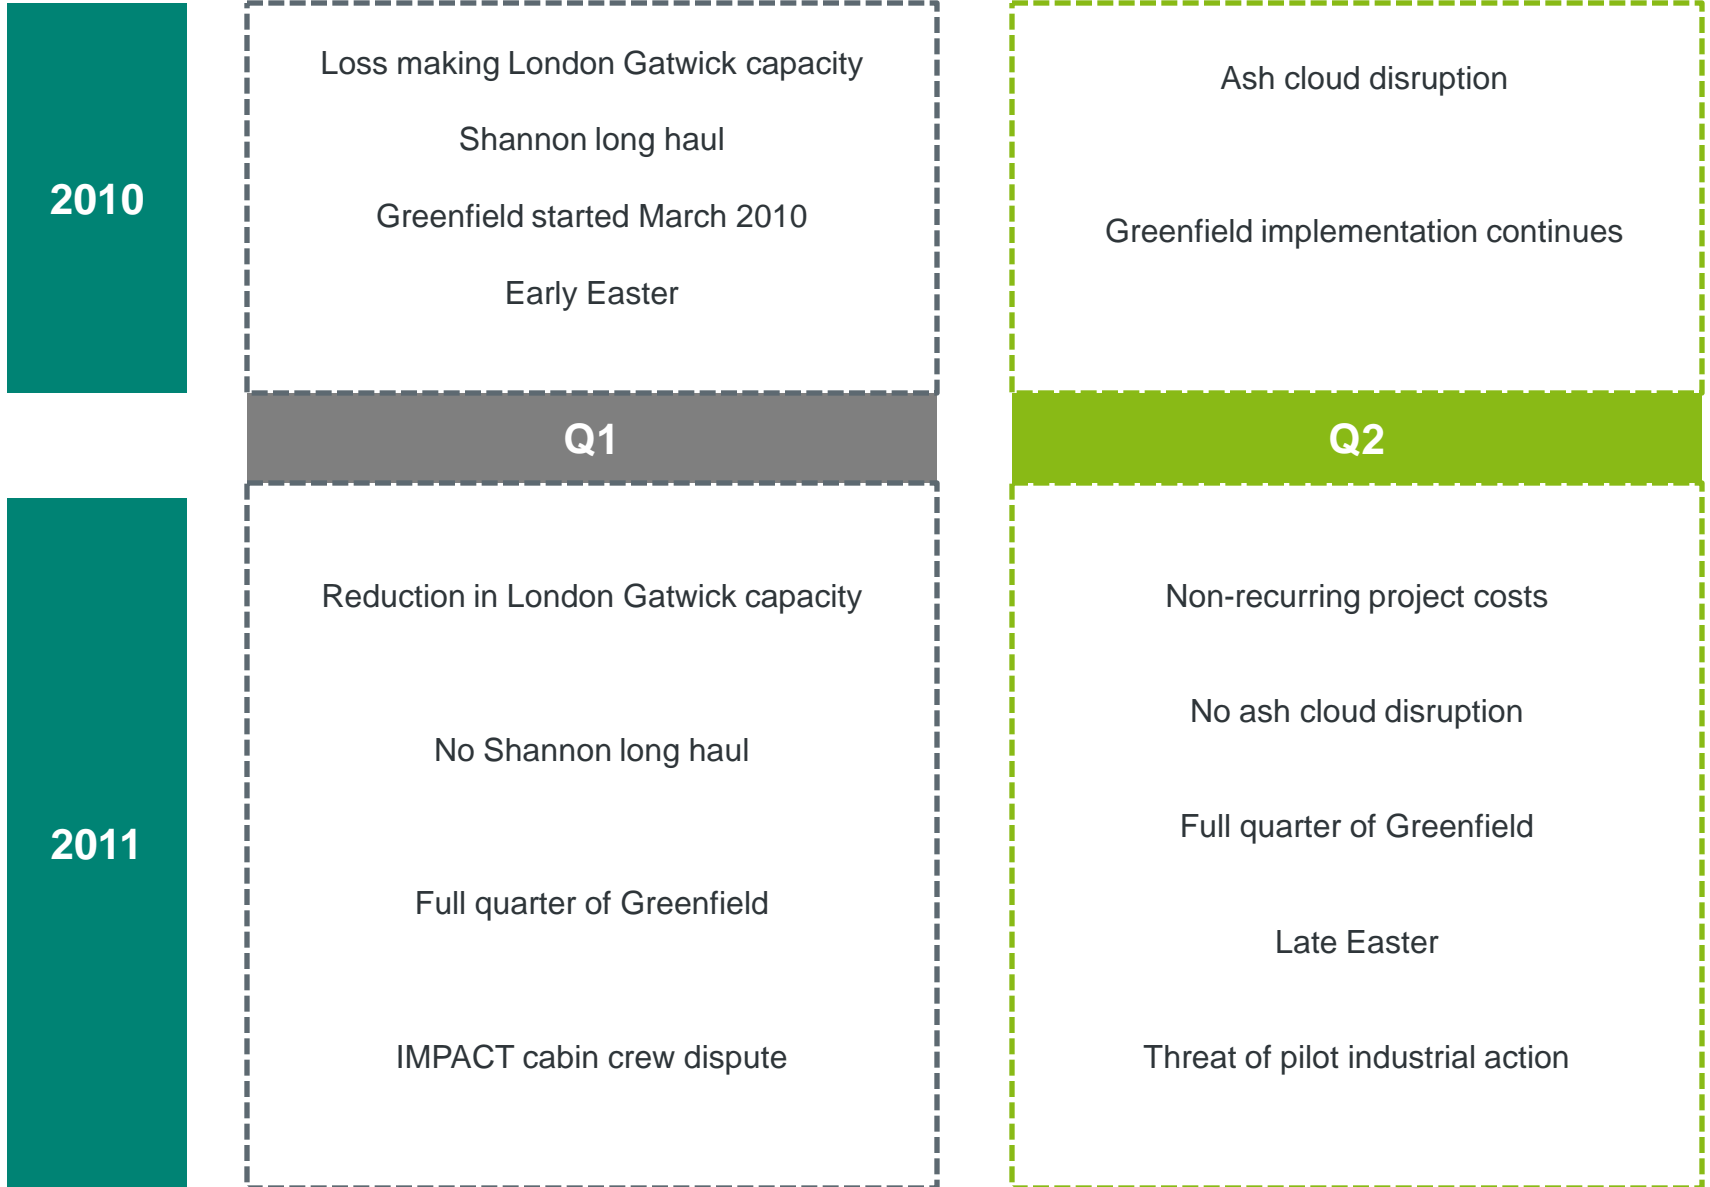 2010
Loss making London Gatwick capacity
Shannon long haul
Greenfield started March 2010
Early Easter
Ash cloud disruption
Greenfield implementation continues
Q1
Q2
2011
Reduction in London Gatwick capacity
No Shannon long haul
Full quarter of Greenfield
IMPACT cabin crew dispute
Non-recurring project costs
No ash cloud disruption
Full quarter of Greenfield
Late Easter
Threat of pilot industrial action